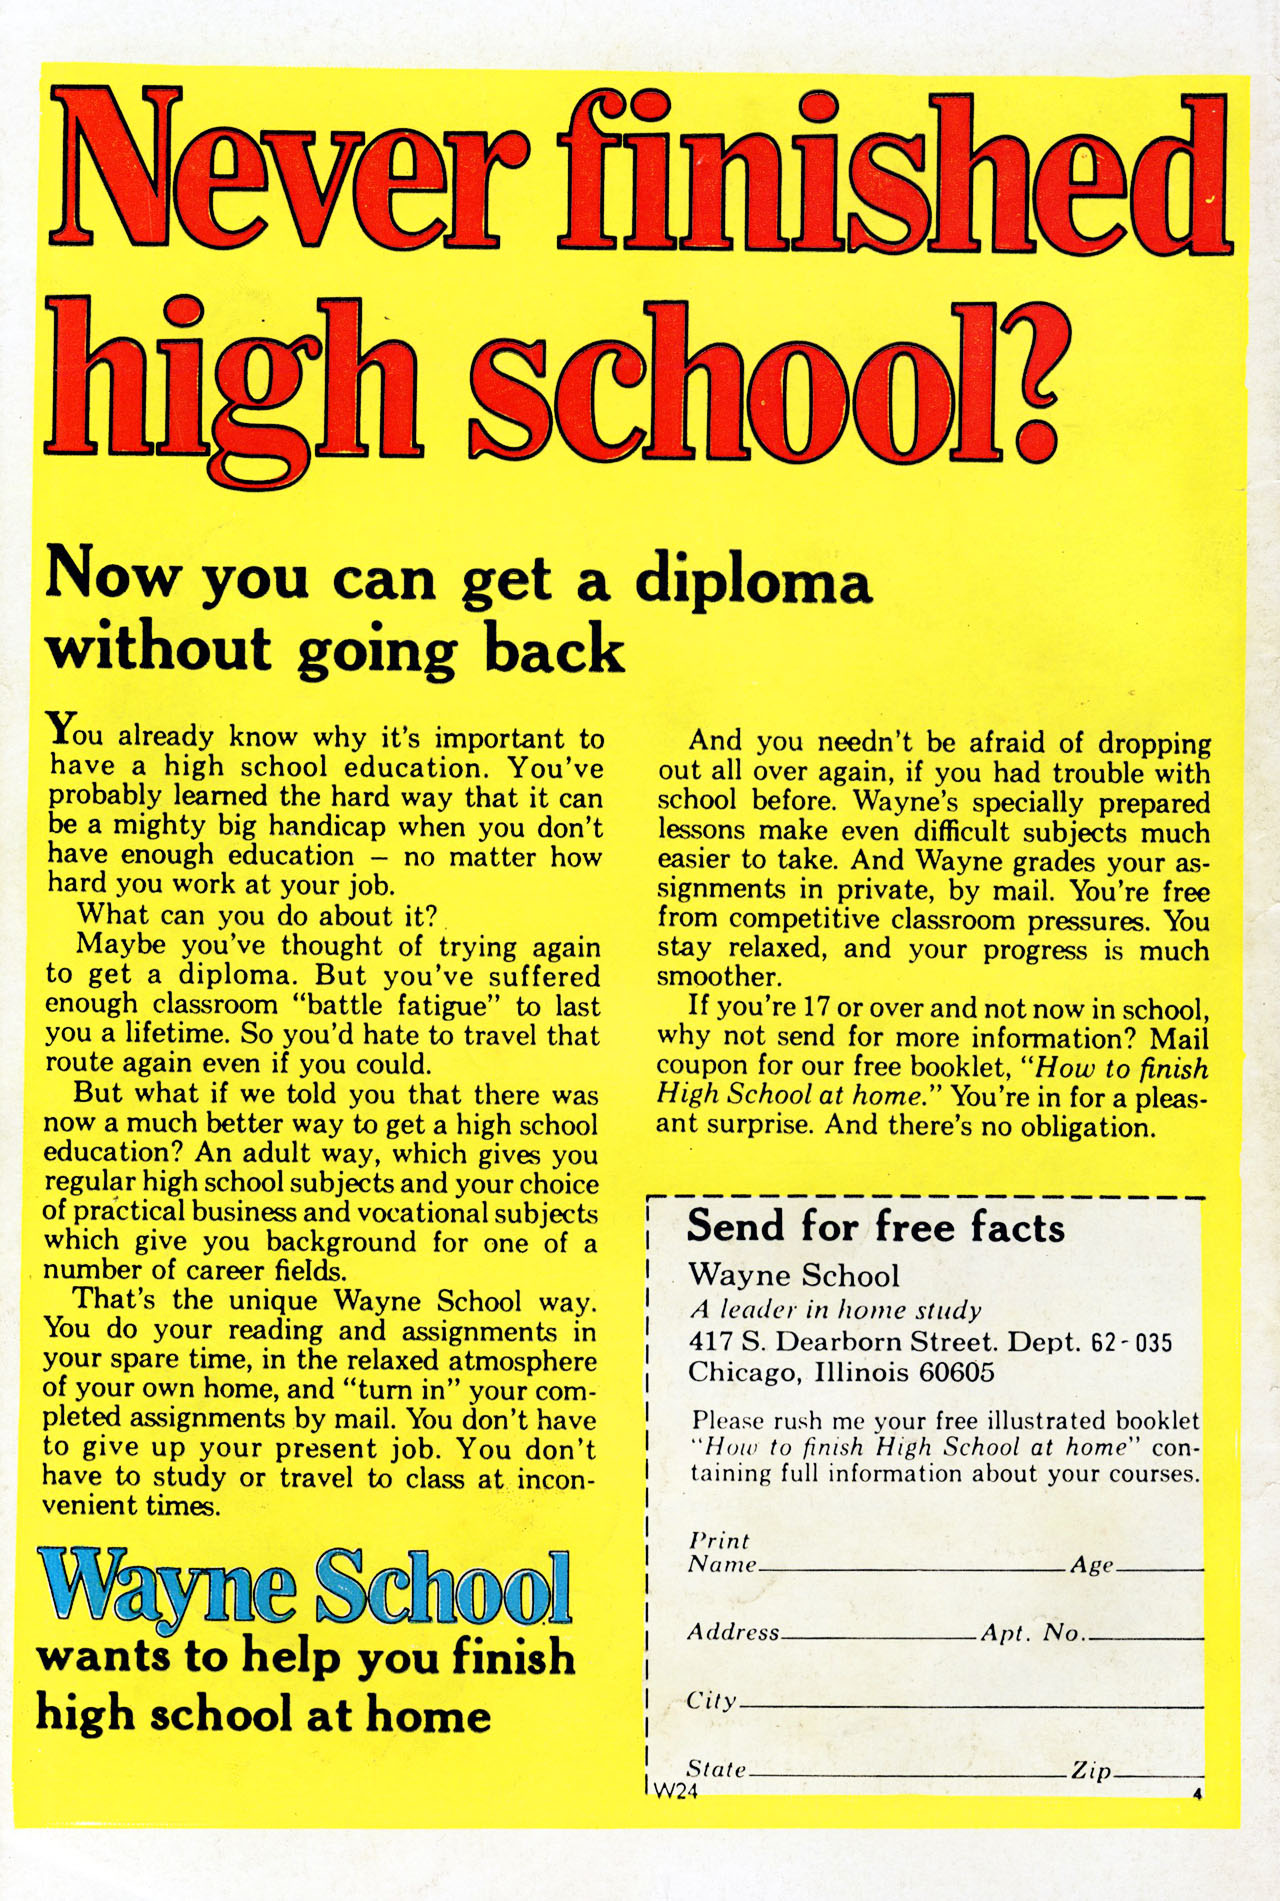 Never finished
high school?
Now you can get a diploma
without going back
You already know why it's important to
have a high school education. You've
probably learned the hard way that it can
be a mighty big handicap when you don't
have enough education — no matter how
hard you work at your job.
What can you do about it?
Maybe you've thought of trying again
to get a diploma. But you've suffered
enough classroom "battle fatigue" to last
you a lifetime. So you'd hate to travel that
route again even if you could.
But what if we told you that there was
now a much better way to get a high school
education? An adult way, which gives you
regular high school subjects and your choice
of practical business and vocational subjects
which give you background for one of a
number of career fields.
That's the unique Wayne School way.
You do your reading and assignments in
your spare time, in the relaxed atmosphere
of your own home, and "turn in" your com-
pleted assignments by mail. You don't have
to give up your present job. You don't
have to study or travel to class at incon-
venient times.
Wayne School
wants to help you finish
high school at home
And you needn't be afraid of dropping
out all over again, if you had trouble with
school before. Wayne's specially prepared
lessons make even difficult subjects much
easier to take. And Wayne grades your as-
signments in private, by mail. You're free
from competitive classroom pressures. You
stay relaxed, and your progress is much
smoother.
If you're 17 or over and not now in school,
why not send for more information? Mail
coupon for our free booklet, "How to finish
High School at home." You're in for a pleas-
ant surprise. And there's no obligation.
Send for free facts
Wayne School
A leader in home study
417 S. Dearborn Street. Dept. 62-035
Chicago, Illinois 60605
Please rush me your free illustrated booklet
"How to finish High School at home" con-
taining full information about your courses.
Print
Name Age
Address Apt. No.
City
State Zip
W24 4